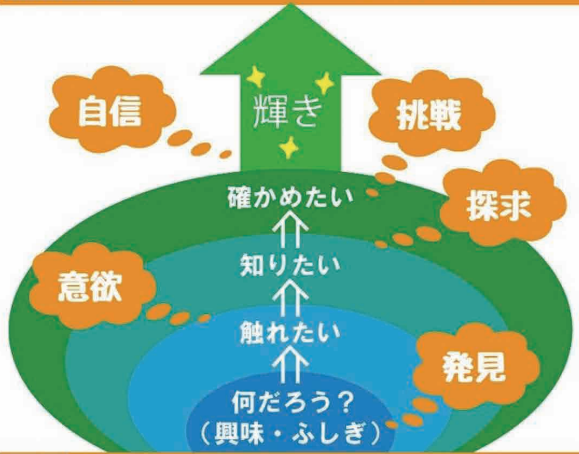 輝き
自信
挑戦
確かめたい
探求
知りたい
意欲
触れたい
発見
何だろう？
（興味・ふしぎ）